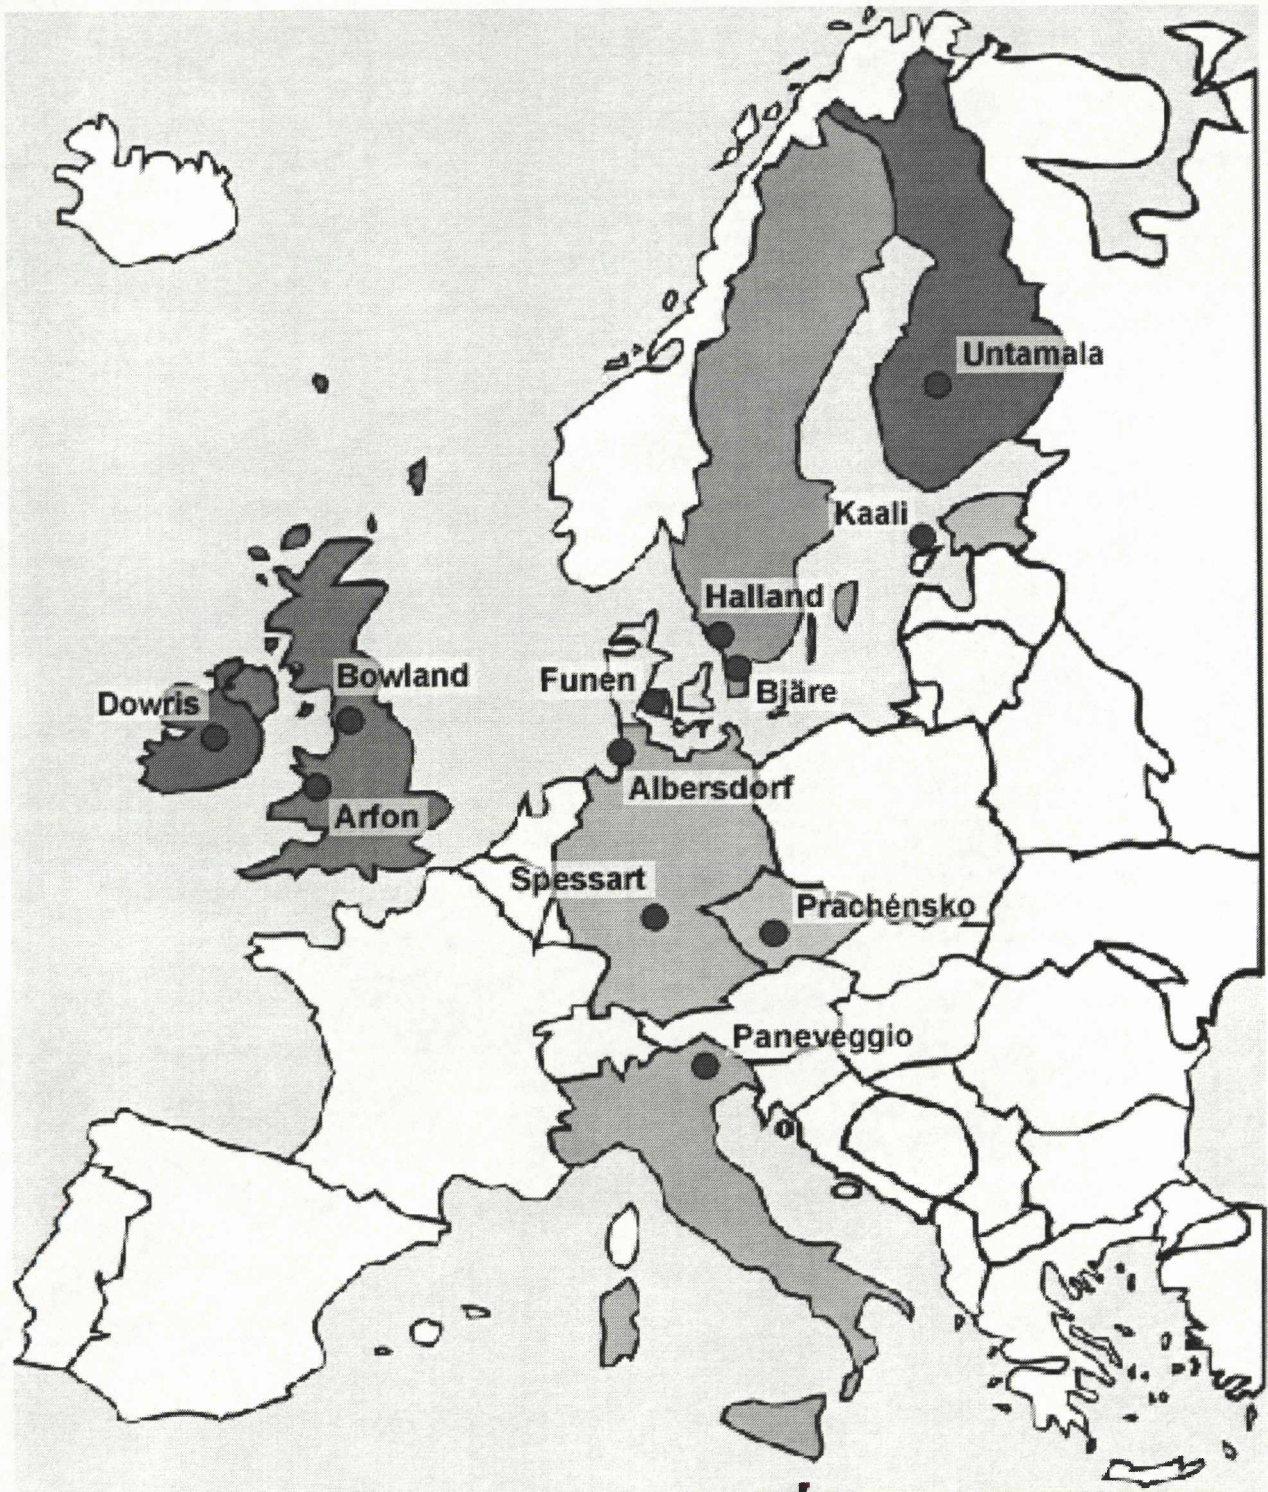 Untamala
Kaali
Halland
Bowland
Funen
Bjäre
Dowris
Albersdorf
Arfon
Spessart
Prachénsko
Paneveggio